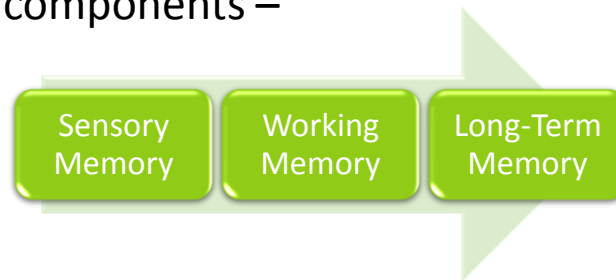 components –
Sensory
Memory
Working
Memory
Long-Term
Memory